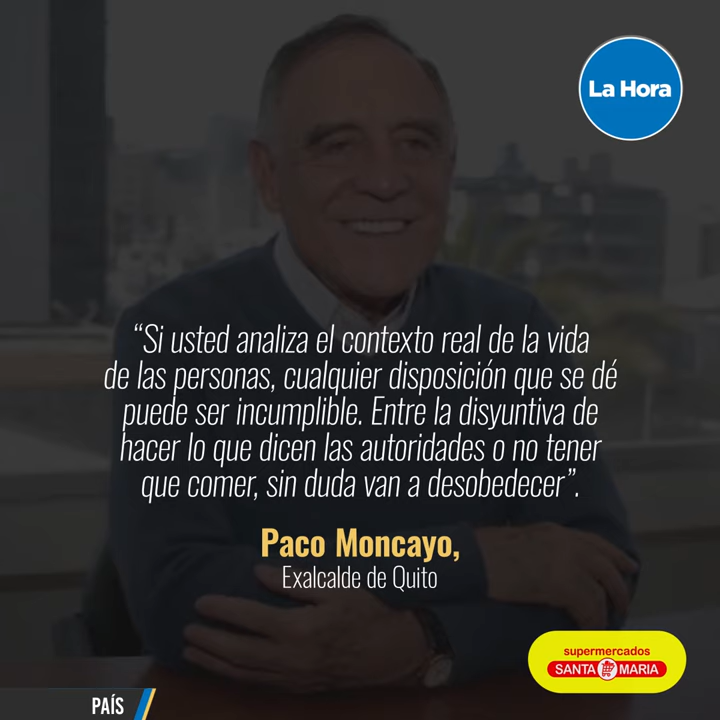 La Hora
“Si usted analiza el contexto real de la vida
de las personas, cualquier disposición que se dé
puede ser incumplible. Entre la disyuntiva de
hacer lo que dicen las autoridades o no tener
que comer, sin duda van a desobedecer”.
Paco Moncayo,
Exalcalde de Quito
supermercados
SANTA MARIA
PAÍS